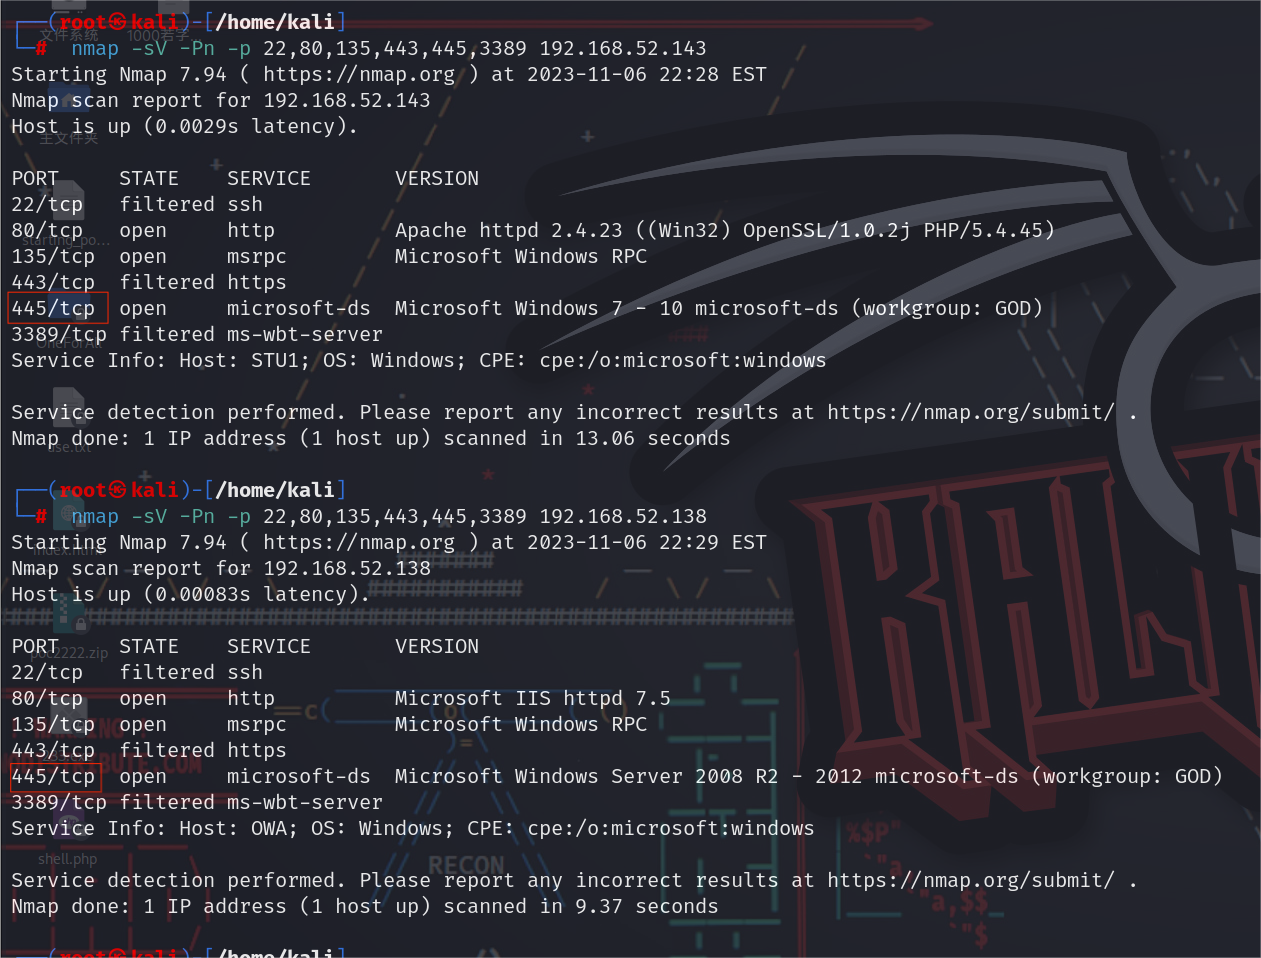 ┌──(root㉿kali)-[/home/kali]
└─# nmap -sV -Pn -p 22,80,135,443,445,3389 192.168.52.143
Starting Nmap 7.94 ( https://nmap.org ) at 2023-11-06 22:28 EST
Nmap scan report for 192.168.52.143
Host is up (0.0029s latency).
PORT STATE SERVICE VERSION
22/tcp filtered ssh
80/tcp open http Apache httpd 2.4.23 ((Win32) OpenSSL/1.0.2j PHP/5.4.45)
135/tcp open msrpc Microsoft Windows RPC
443/tcp filtered https
445/tcp open microsoft-ds Microsoft Windows 7 - 10 microsoft-ds (workgroup: GOD)
3389/tcp filtered ms-wbt-server
Service Info: Host: STU1; OS: Windows; CPE: cpe:/o:microsoft:windows
Service detection performed. Please report any incorrect results at https://nmap.org/submit/ .
Nmap done: 1 IP address (1 host up) scanned in 13.06 seconds
┌──(root㉿kali)-[/home/kali]
└─# nmap -sV -Pn -p 22,80,135,443,445,3389 192.168.52.138
Starting Nmap 7.94 ( https://nmap.org ) at 2023-11-06 22:29 EST
Nmap scan report for 192.168.52.138
Host is up (0.00083s latency).
PORT STATE SERVICE VERSION
22/tcp filtered ssh
80/tcp open http Microsoft IIS httpd 7.5
135/tcp open msrpc Microsoft Windows RPC
443/tcp filtered https
445/tcp open microsoft-ds Microsoft Windows Server 2008 R2 - 2012 microsoft-ds (workgroup: GOD)
3389/tcp filtered ms-wbt-server
Service Info: Host: OWA; OS: Windows; CPE: cpe:/o:microsoft:windows
Service detection performed. Please report any incorrect results at https://nmap.org/submit/ .
Nmap done: 1 IP address (1 host up) scanned in 9.37 seconds
┌──(root㉿kali)-[/home/kali]
文件系统
主文件夹
shell.php
RECON
KALI